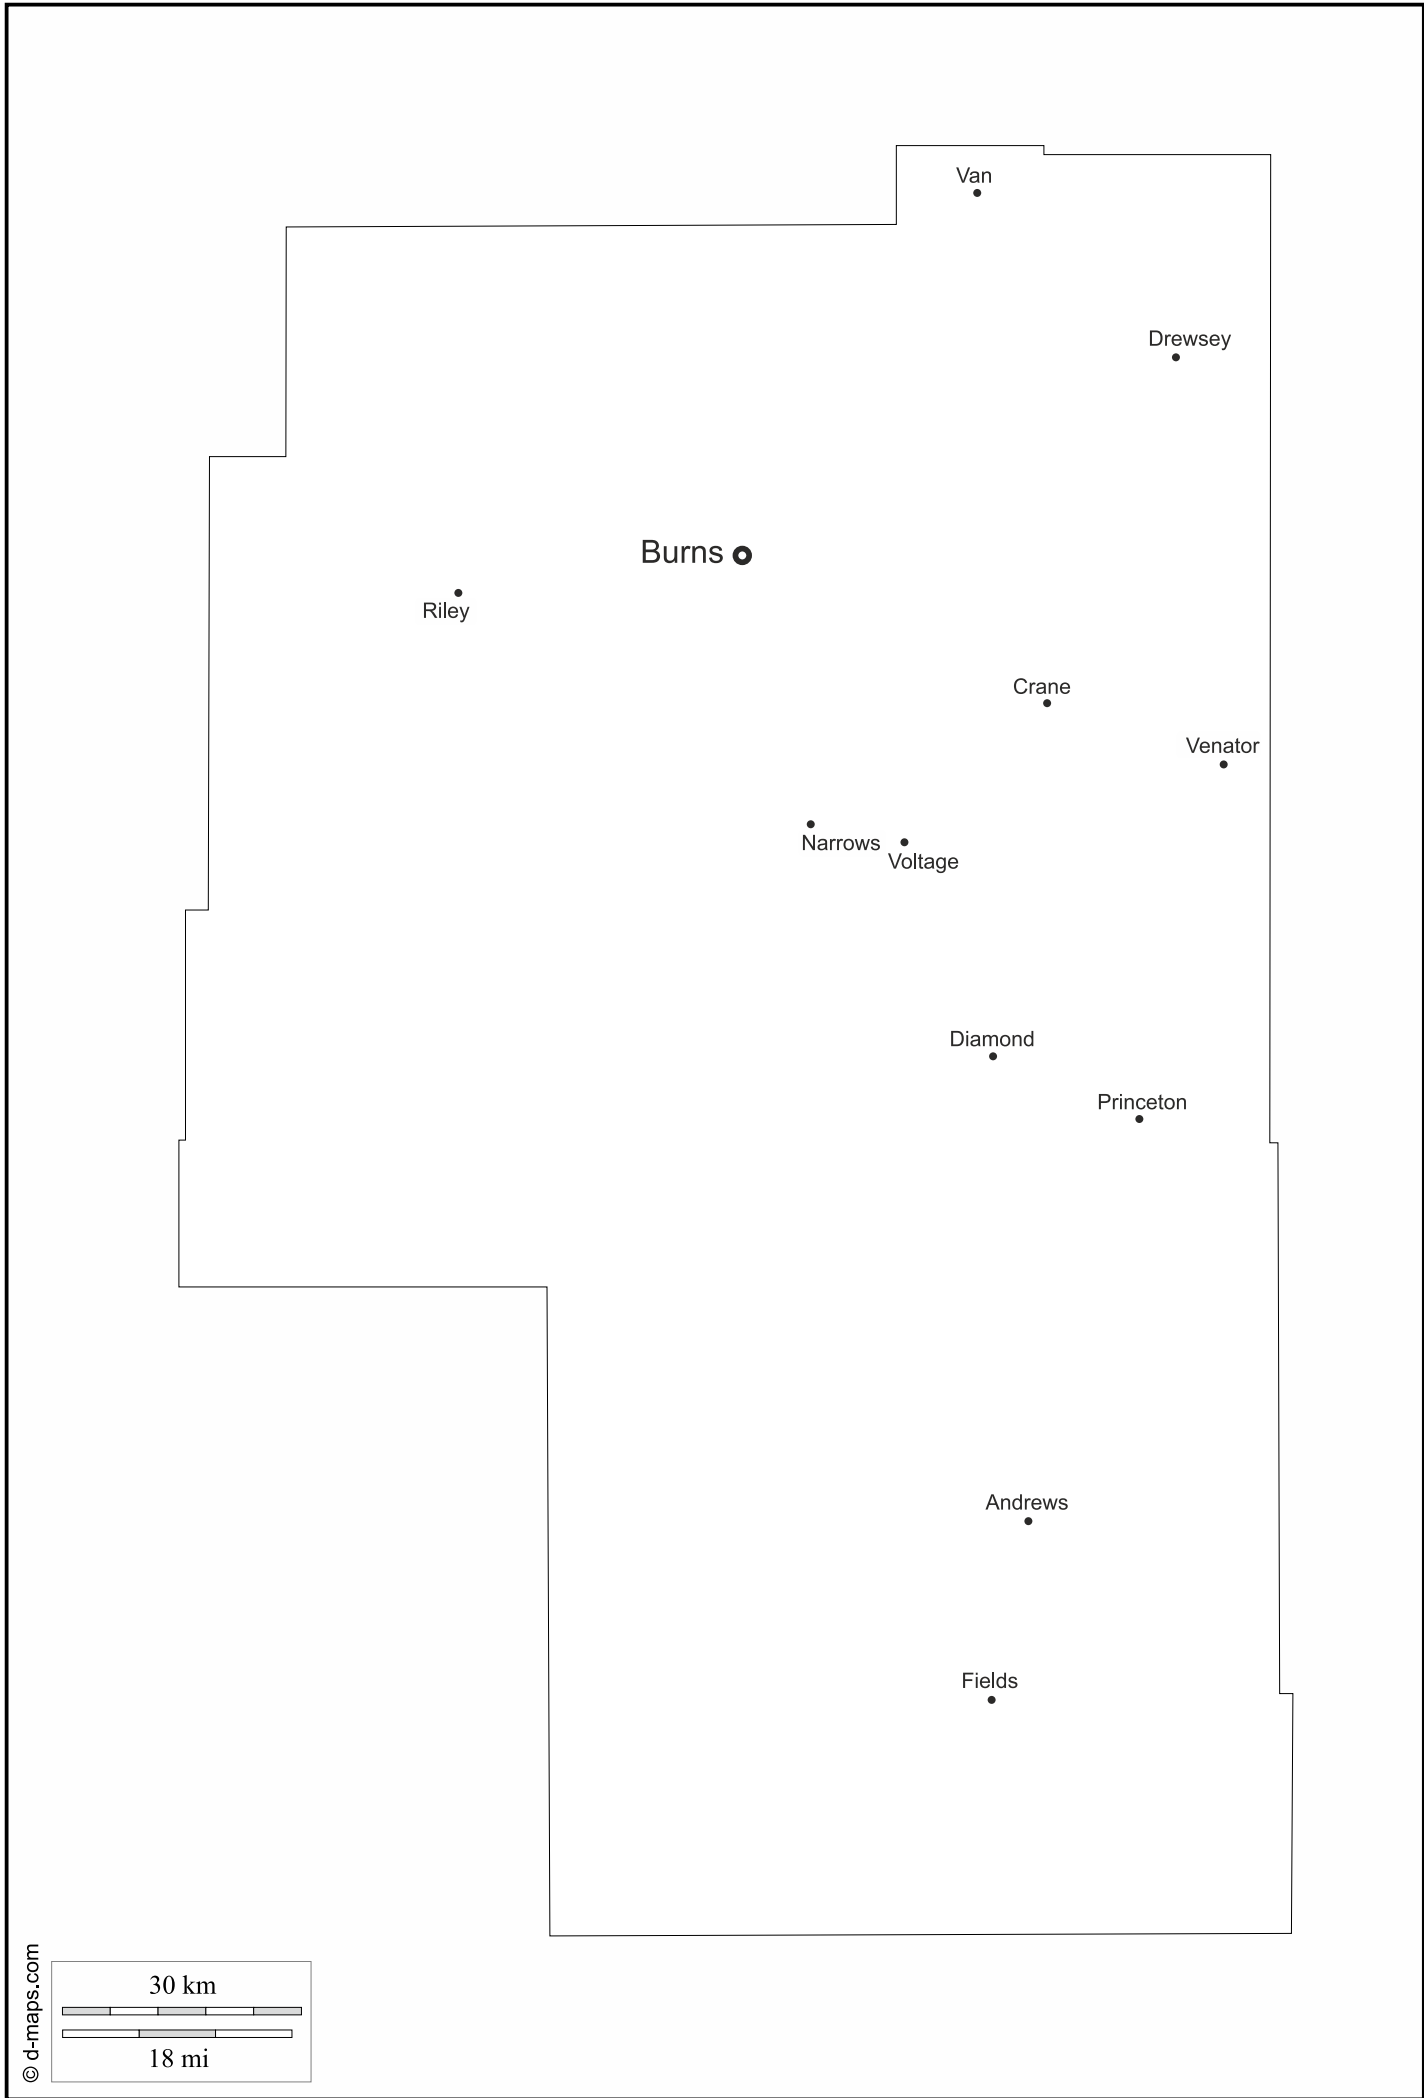 Van
Drewsey
Burns
Riley
Crane
Venator
Narrows
Voltage
Diamond
Princeton
Andrews
Fields
© d-maps.com
30 km
18 mi